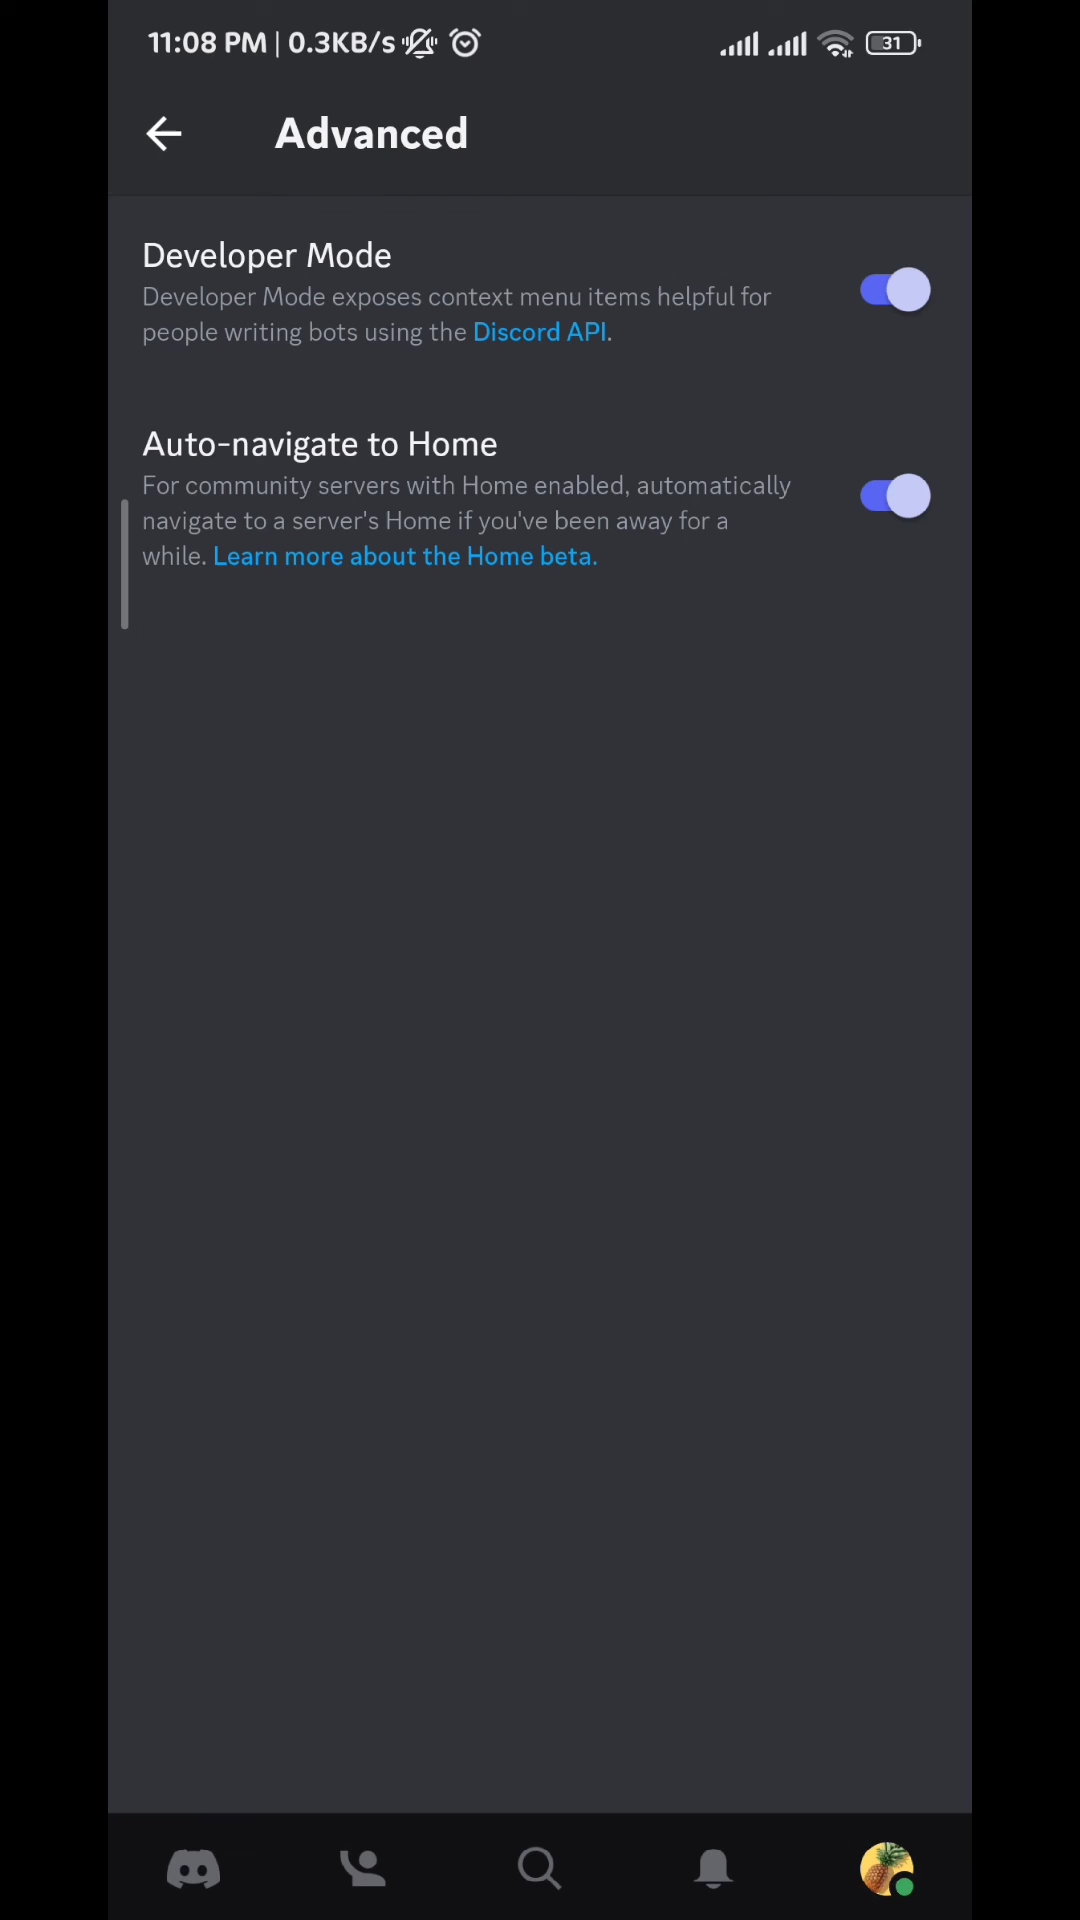 11:08 PM | 0.3KB/s 31
Advanced
Developer Mode
Developer Mode exposes context menu items helpful for
people writing bots using the Discord API.
Auto-navigate to Home
For community servers with Home enabled, automatically
navigate to a server's Home if you've been away for a
while. Learn more about the Home beta.